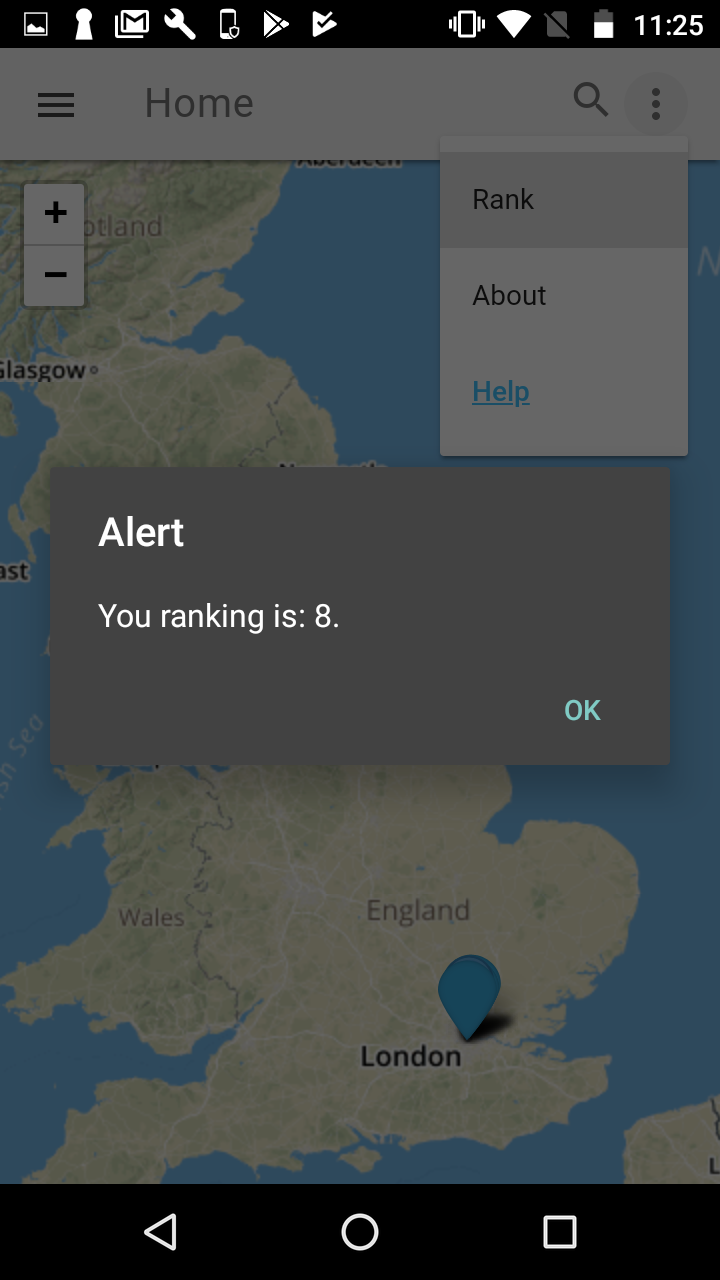 11:25
Home
Aberdeen
Rank
+
otland
−
About
Glasgow
Help
Alert
ast
You ranking is: 8.
OK
sh Sea
England
Wales
London
L